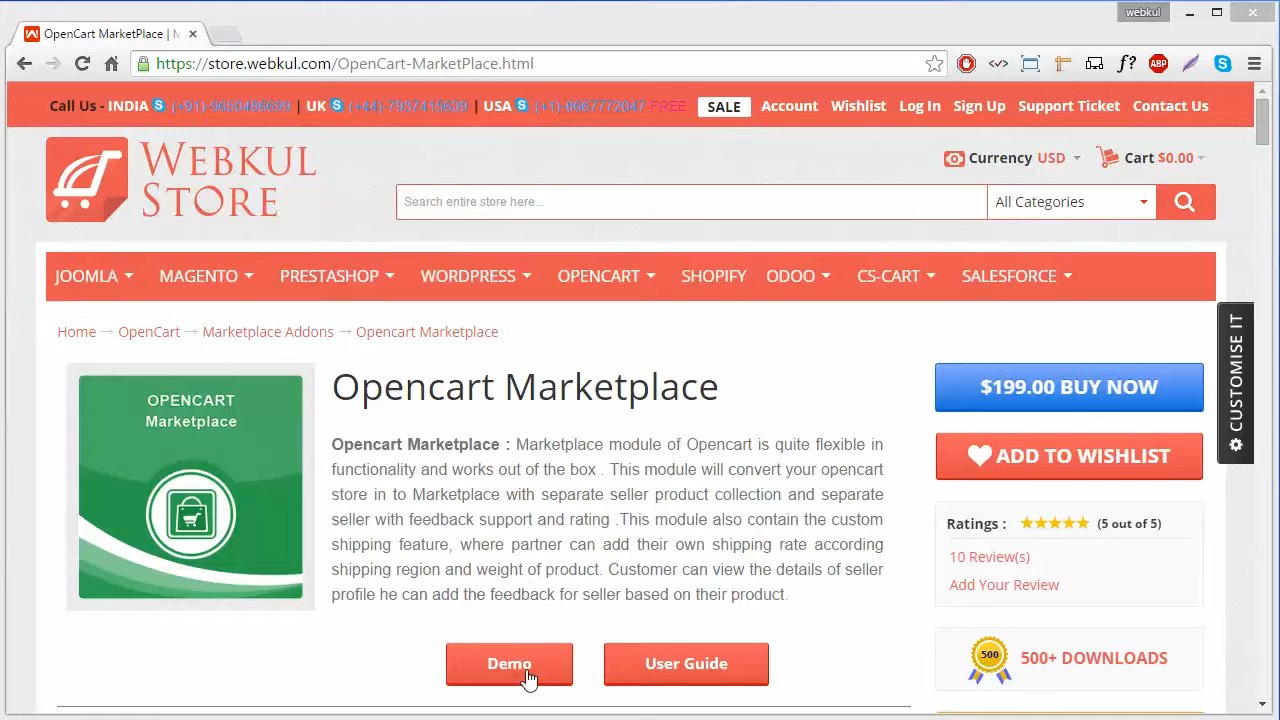 webkul
OpenCart MarketPlace |
https://store.webkul.com/OpenCart-MarketPlace.html
ABP
Call Us - INDIA (+91)-9650486699 | UK (+44)-7937415639 | USA (+1)-8667772047 FREE SALE Account Wishlist Log In Sign Up Support Ticket Contact Us
WEBKUL
STORE
Currency USD Cart $0.00
Search entire store here... All Categories
JOOMLA MAGENTO PRESTASHOP WORDPRESS OPENCART SHOPIFY ODOO CS-CART SALESFORCE
Home → OpenCart → Marketplace Addons → Opencart Marketplace
CUSTOMISE IT
OPENCART
Marketplace
Opencart Marketplace
Opencart Marketplace : Marketplace module of Opencart is quite flexible in
functionality and works out of the box . This module will convert your opencart
store in to Marketplace with separate seller product collection and separate
seller with feedback support and rating .This module also contain the custom
shipping feature, where partner can add their own shipping rate according
shipping region and weight of product. Customer can view the details of seller
profile he can add the feedback for seller based on their product.
Demo
User Guide
$199.00 BUY NOW
ADD TO WISHLIST
Ratings : (5 out of 5)
10 Review(s)
Add Your Review
500
500+ DOWNLOADS